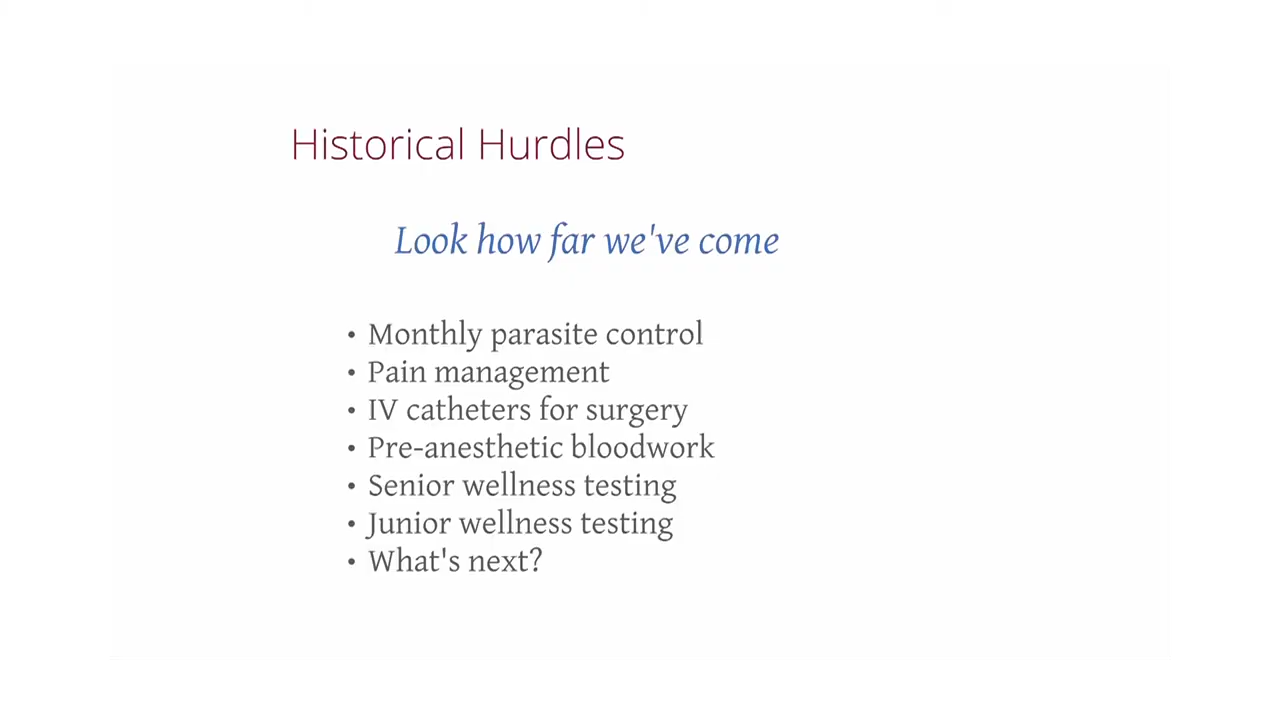 Historical Hurdles
Look how far we've come
• Monthly parasite control
• Pain management
• IV catheters for surgery
• Pre-anesthetic bloodwork
• Senior wellness testing
• Junior wellness testing
• What's next?